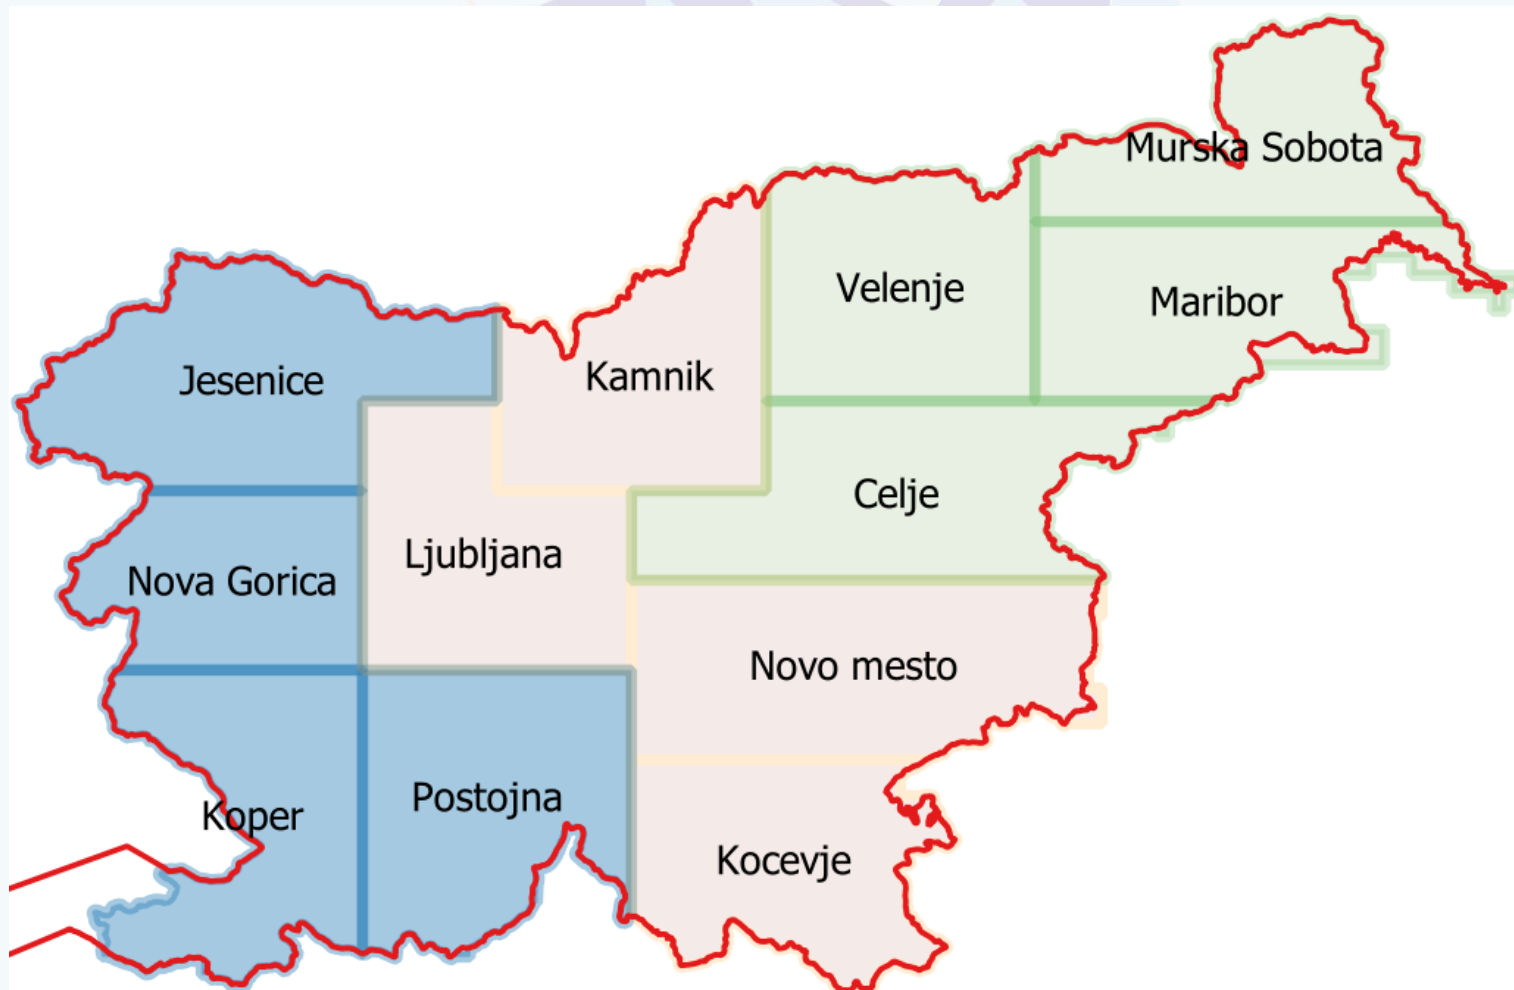 Murska Sobota
Velenje
Maribor
Kamnik
Jesenice
Celje
Ljubljana
Nova Gorica
Novo mesto
Postojna
Koper
Kocevje